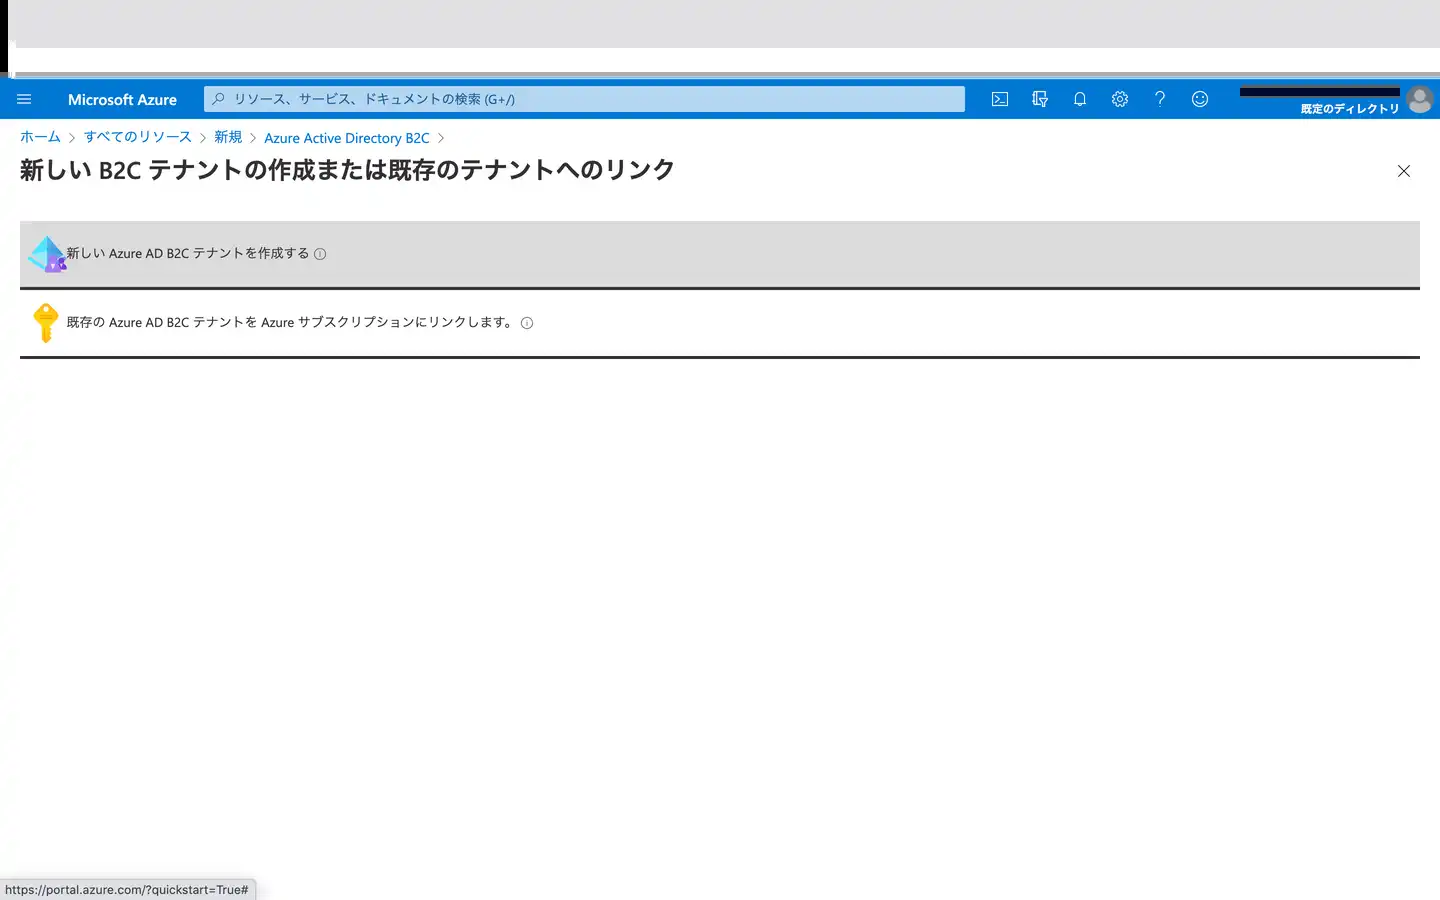 Microsoft Azure
リソース、サービス、ドキュメントの検索 (G+/)
既定のディレクトリ
ホーム > すべてのリソース > 新規 > Azure Active Directory B2C >
新しい B2C テナントの作成または既存のテナントへのリンク
新しい Azure AD B2C テナントを作成する
既存の Azure AD B2C テナントを Azure サブスクリプションにリンクします。
https://portal.azure.com/?quickstart=True#